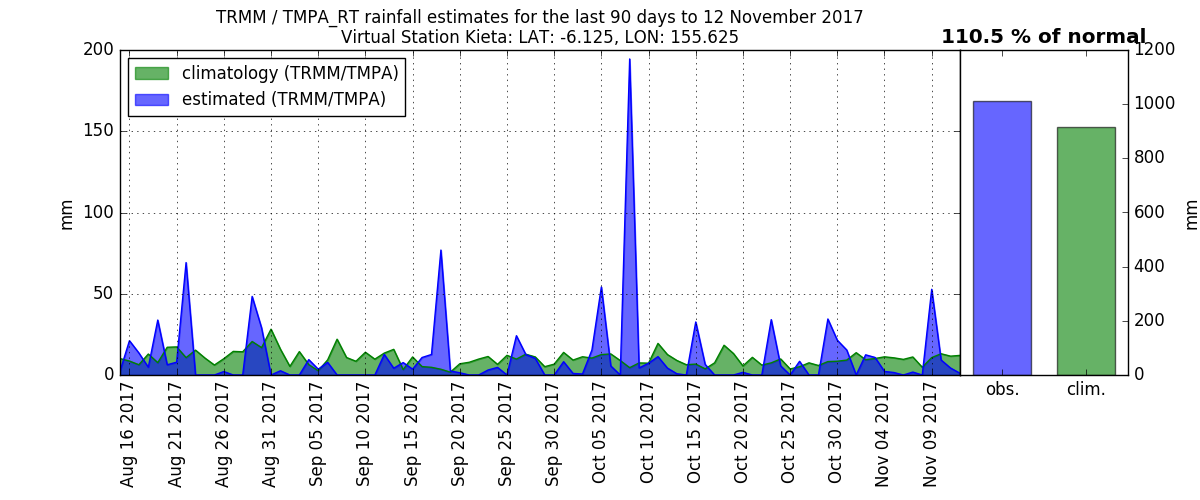 TRMM / TMPA_RT rainfall estimates for the last 90 days to 12 November 2017
Virtual Station Kieta: LAT: -6.125, LON: 155.625
110.5 % of normal
climatology (TRMM/TMPA)
estimated (TRMM/TMPA)
200
150
100
50
0
mm
1200
1000
800
600
400
200
0
mm
Aug 16 2017
Aug 21 2017
Aug 26 2017
Aug 31 2017
Sep 05 2017
Sep 10 2017
Sep 15 2017
Sep 20 2017
Sep 25 2017
Sep 30 2017
Oct 05 2017
Oct 10 2017
Oct 15 2017
Oct 20 2017
Oct 25 2017
Oct 30 2017
Nov 04 2017
Nov 09 2017
obs.
clim.